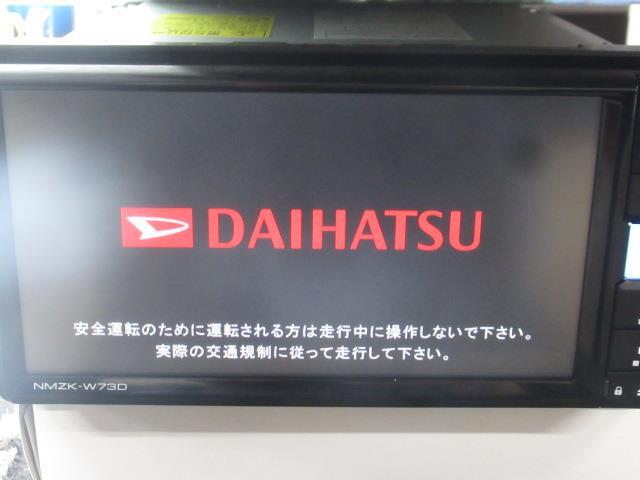 DAIHATSU
安全運転のために運転される方は走行中に操作しないで下さい。
実際の交通規制に従って走行して下さい。
NMZK-W73D